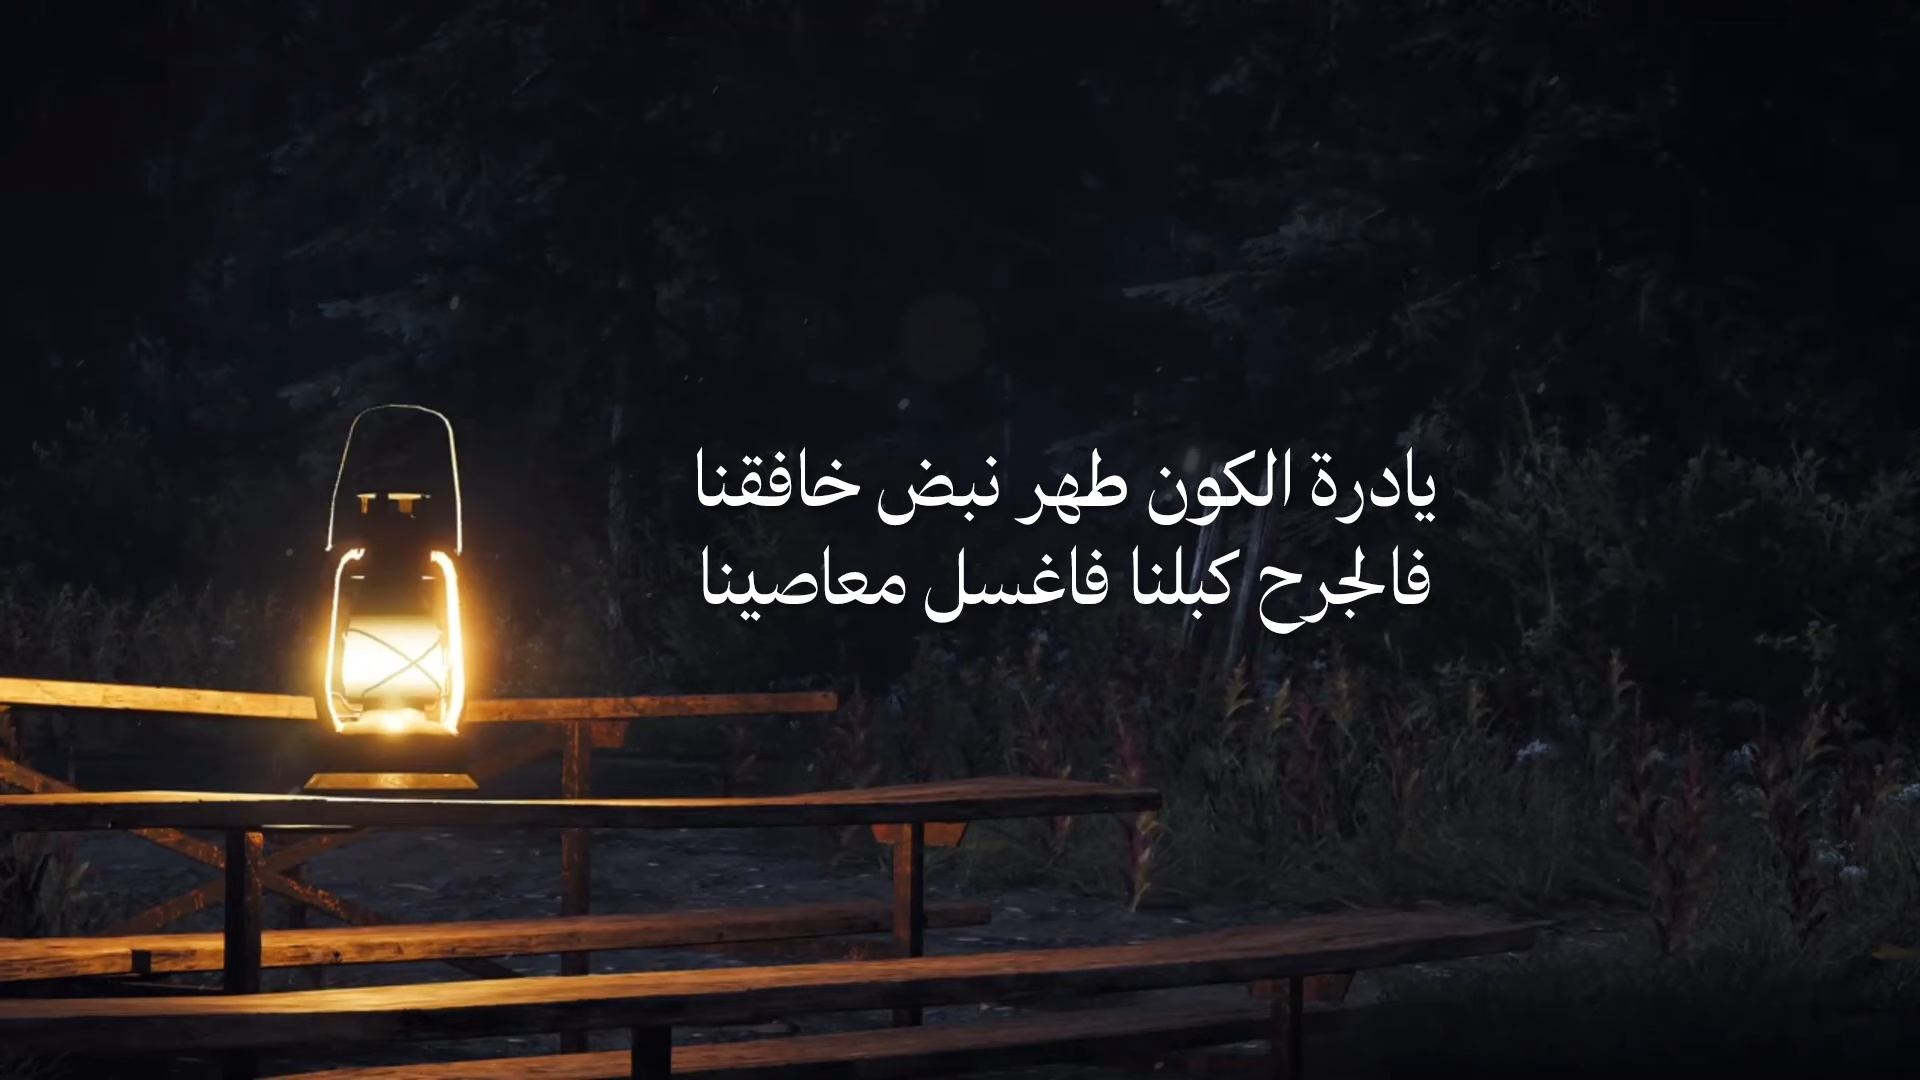 يادرة الكون طهر نبض خافقنا
فالجرح كبلنا فاغسل معاصينا